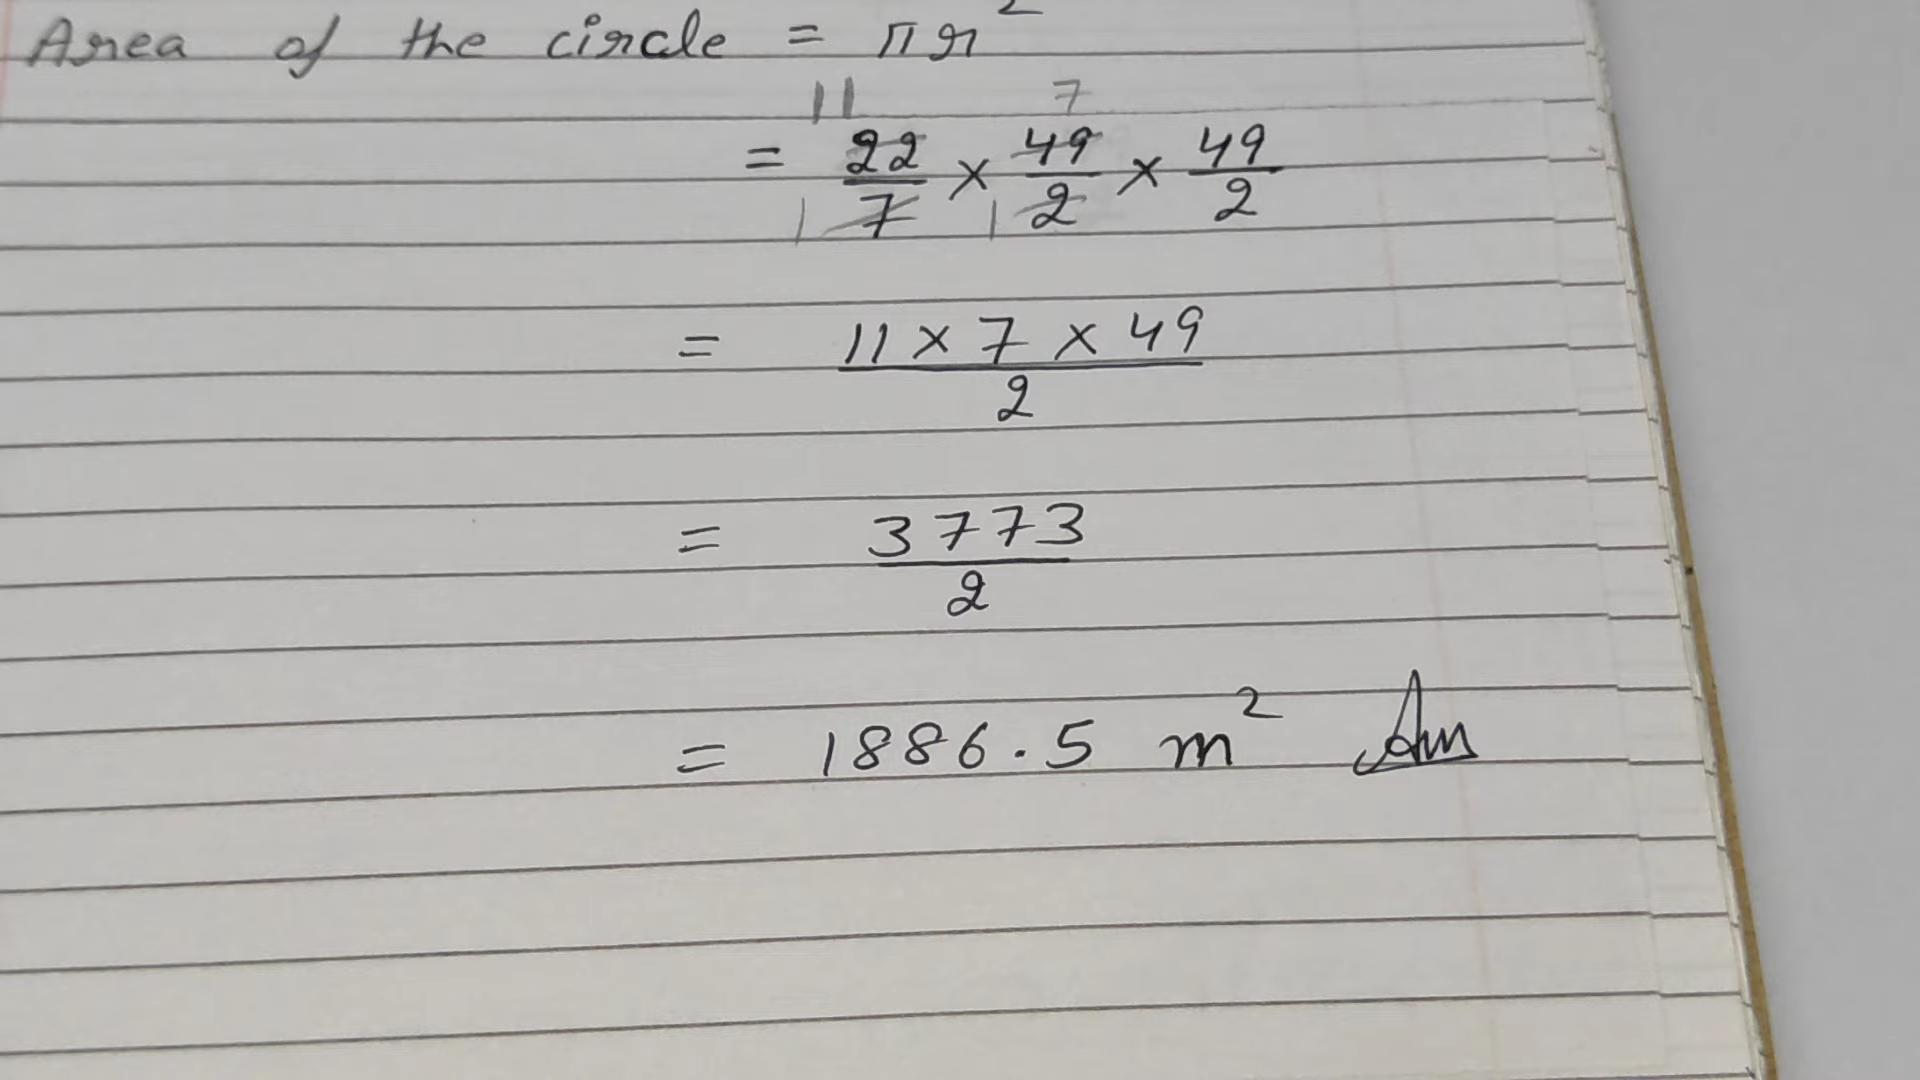 Area of the circle = πr²
11 7
= 22/7 × 49/2 × 49/2
1 1
= 11 × 7 × 49 / 2
= 3773 / 2
= 1886.5 m² Ans